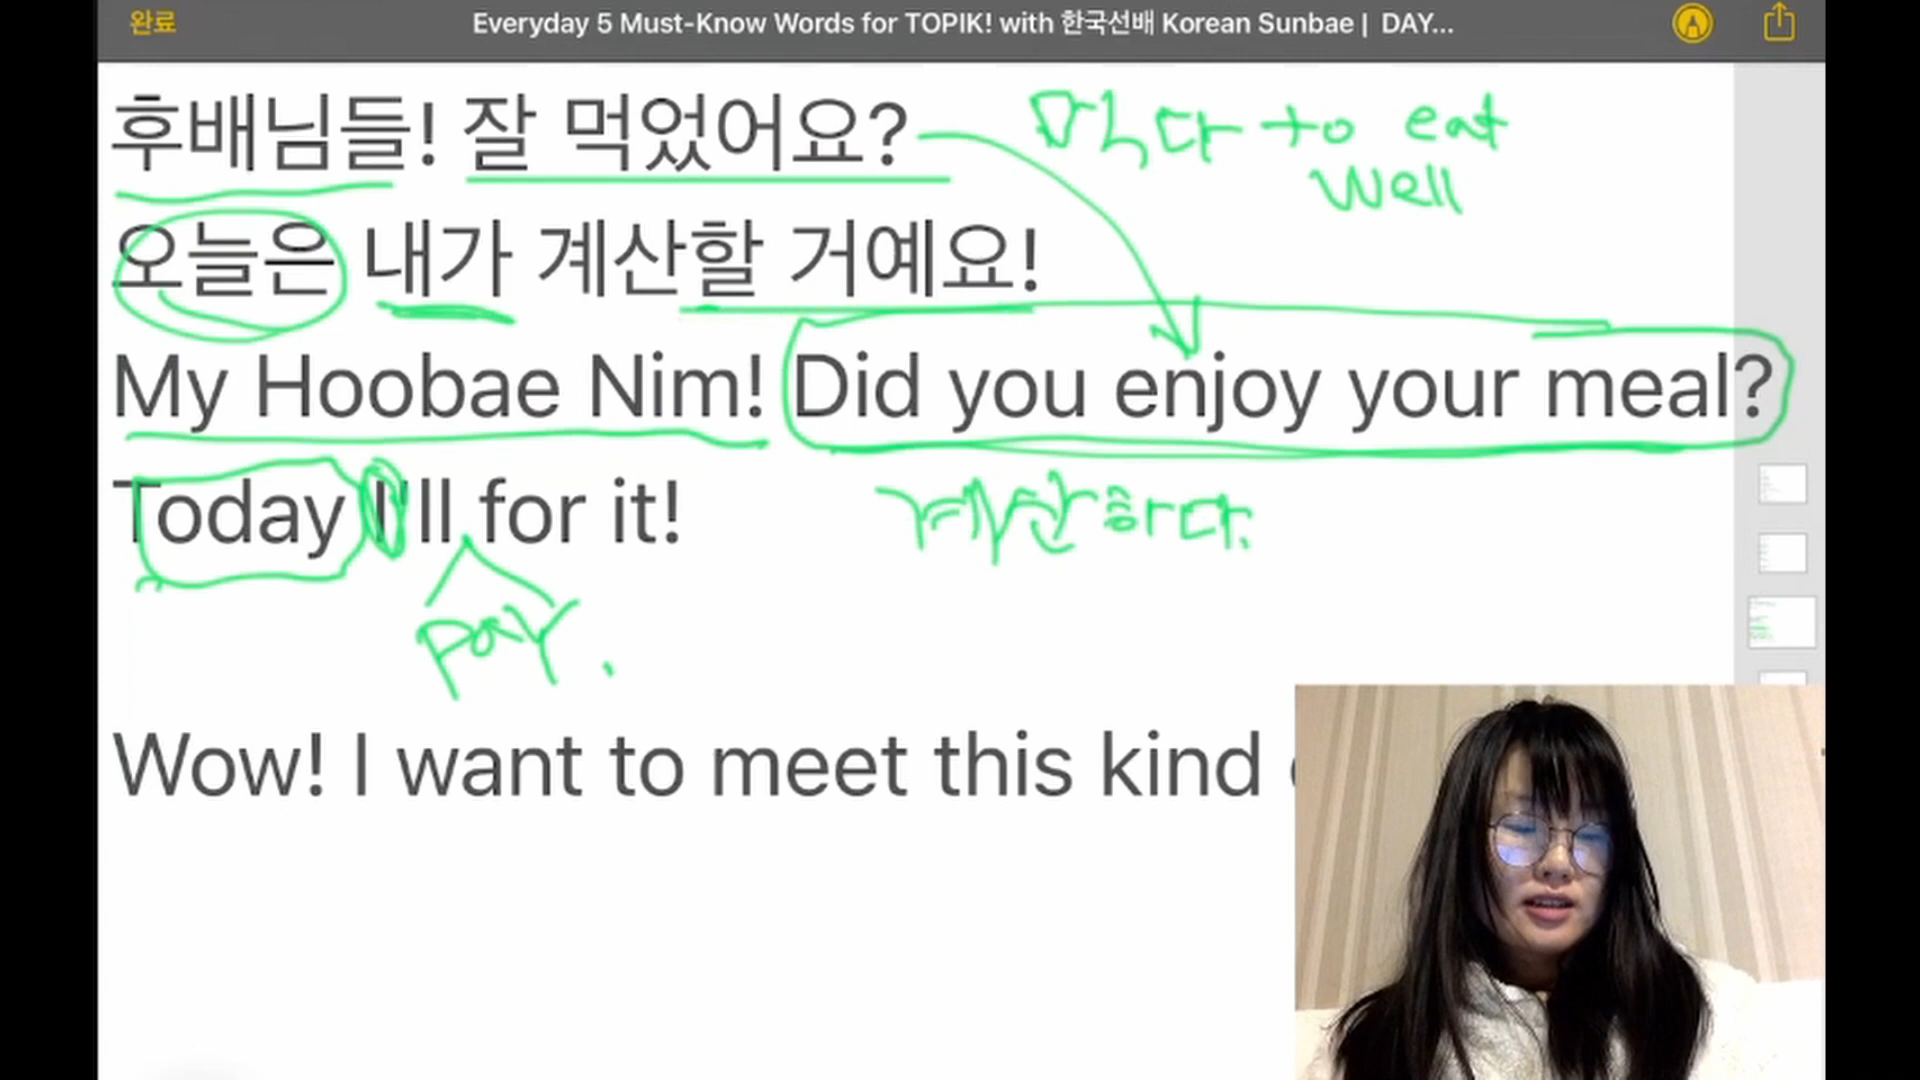 완료 Everyday 5 Must-Know Words for TOPIK! with 한국선배 Korean Sunbae | DAY...
후배님들! 잘 먹었어요? 먹다 to eat
well
오늘은 내가 계산할 거예요!
My Hoobae Nim! Did you enjoy your meal?
Today I'll for it! 계산하다.
pay.
Wow! I want to meet this kind